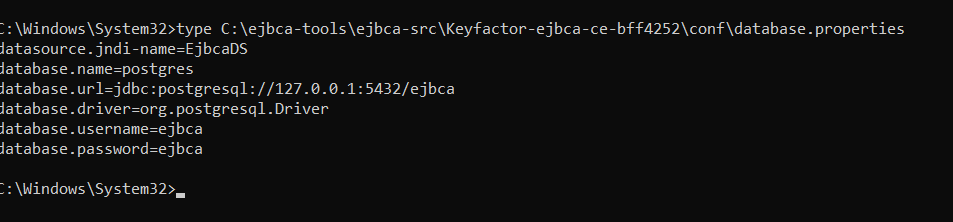 C:\Windows\System32>type C:\ejbca-tools\ejbca-src\Keyfactor-ejbca-ce-bff4252\conf\database.properties
datasource.jndi-name=EjbcaDS
database.name=postgres
database.url=jdbc:postgresql://127.0.0.1:5432/ejbca
database.driver=org.postgresql.Driver
database.username=ejbca
database.password=ejbca
C:\Windows\System32>